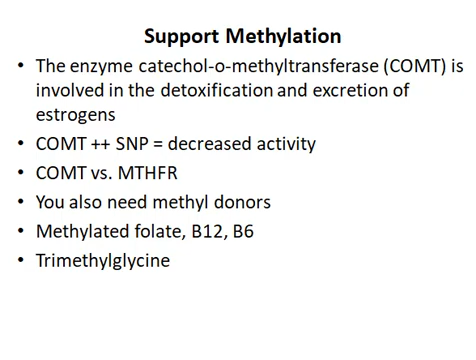 Support Methylation
• The enzyme catechol-o-methyltransferase (COMT) is
involved in the detoxification and excretion of
estrogens
• COMT ++ SNP = decreased activity
• COMT vs. MTHFR
• You also need methyl donors
• Methylated folate, B12, B6
• Trimethylglycine